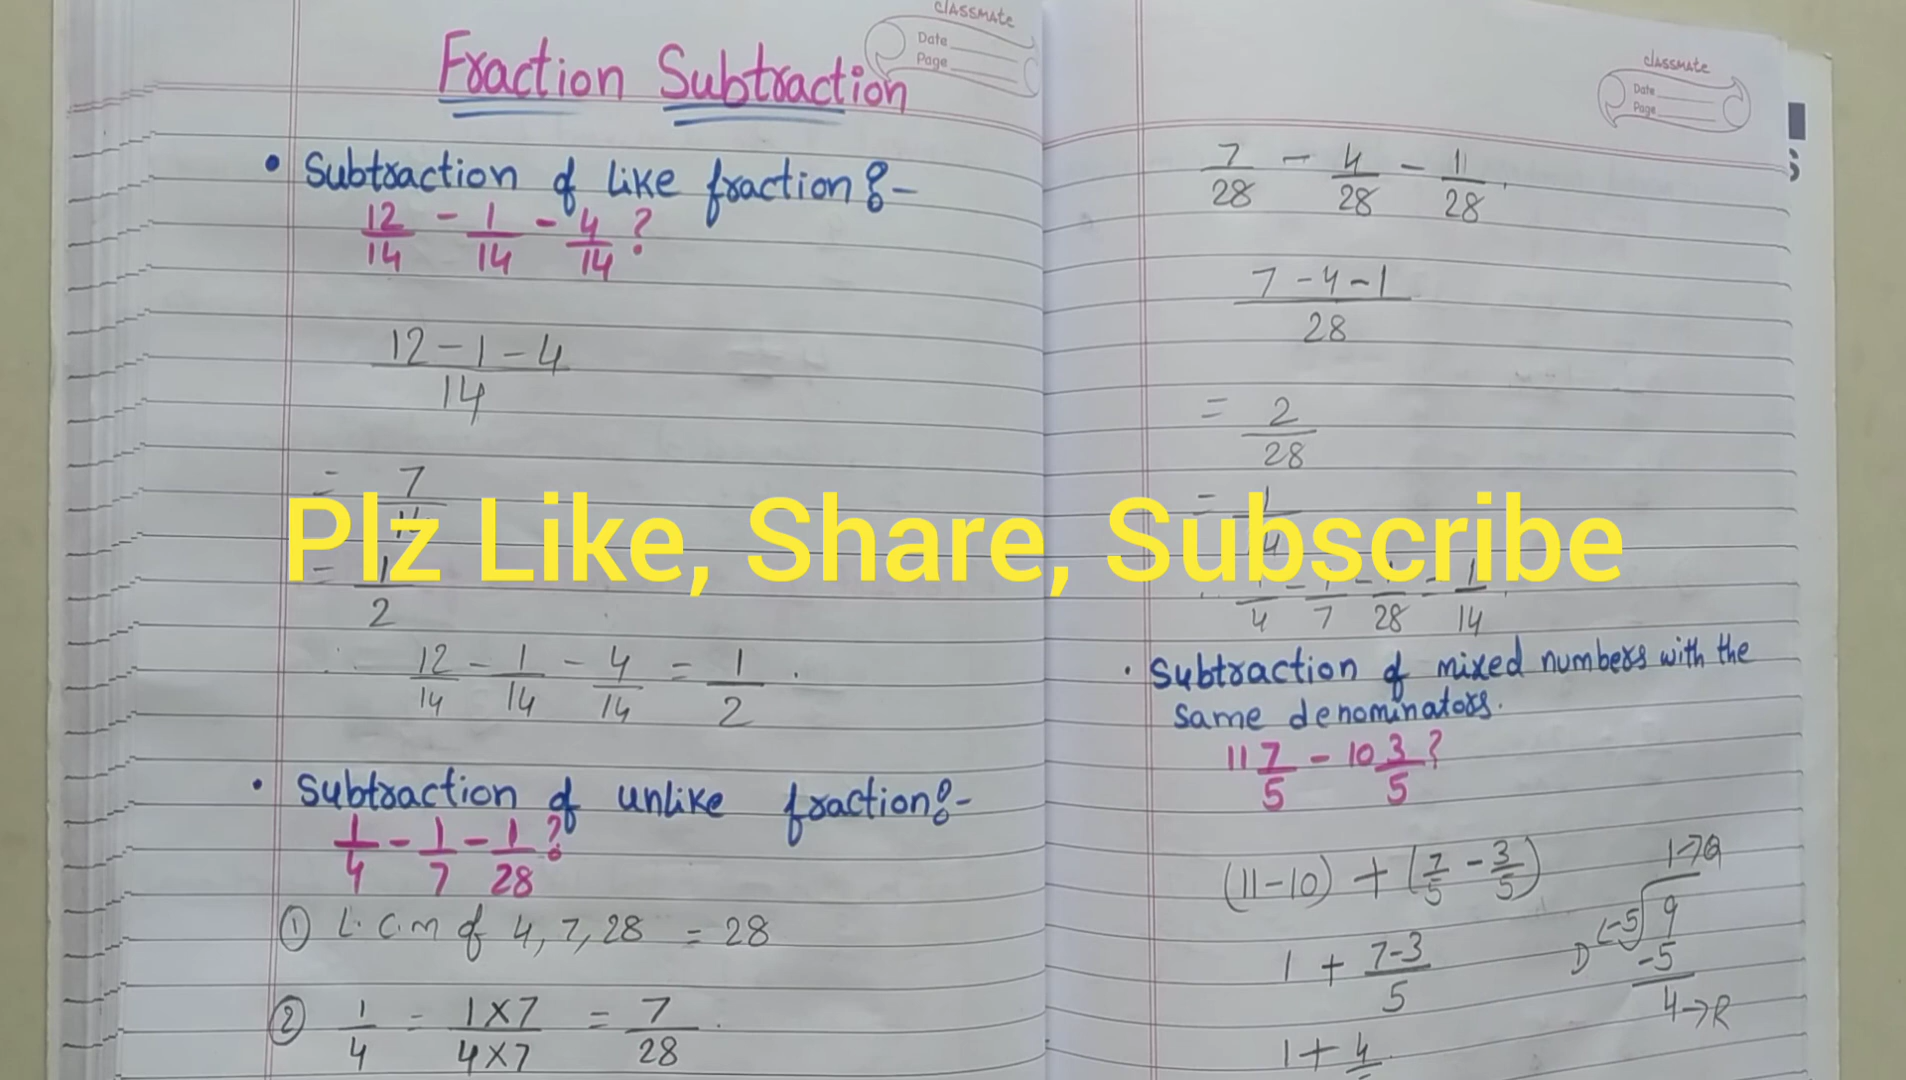 classmate
Date
Page
Fraction Subtraction
• Subtraction of like fraction :-
12/14 - 1/14 - 4/14 ?
12-1-4/14
= 7
= 1/2
∴ 12/14 - 1/14 - 4/14 = 1/2.
• Subtraction of unlike fraction :-
1/4 - 1/7 - 1/28 ?
① L.C.M of 4, 7, 28 = 28
② 1/4 = 1×7/4×7 = 7/28.
classmate
Date
Page
7/28 - 4/28 - 11/28.
7-4-1/28
= 2/28
= 1
4 7 28 = 1/14.
• Subtraction of mixed numbers with the
same denominators.
11 7/5 - 10 3/5 ?
(11-10) + (7/5 - 3/5)
1 + 7-3/5
1 + 4
1→Q
D 5 9
-5
4→R
Plz Like, Share, Subscribe